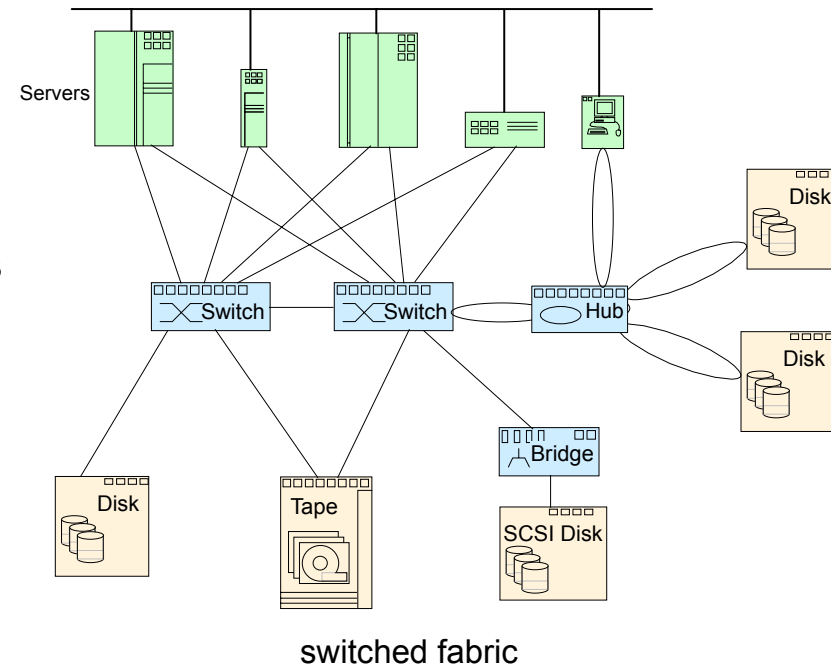 Servers
Disk
Switch
Switch
Hub
Disk
Bridge
Disk
Tape
SCSI Disk
switched fabric